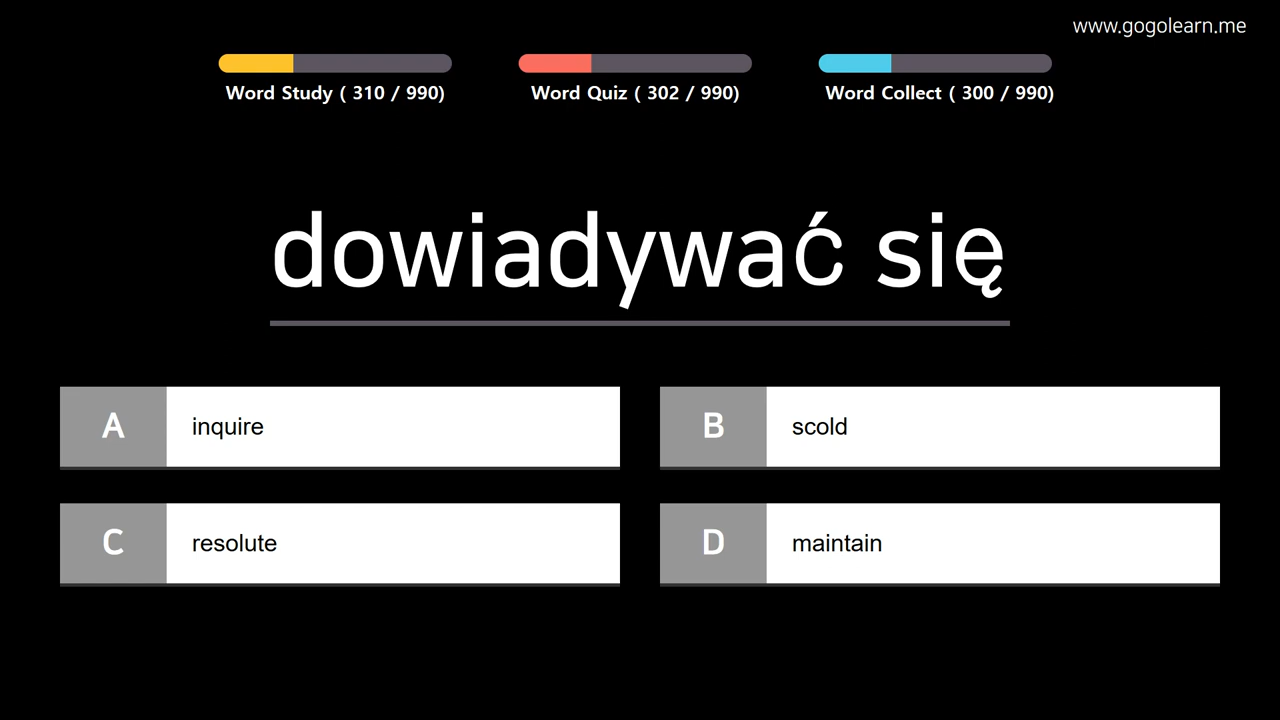 www.gogolearn.me
Word Study ( 310 / 990)
Word Quiz ( 302 / 990)
Word Collect ( 300 / 990)
dowiadywać się
A inquire
B scold
C resolute
D maintain